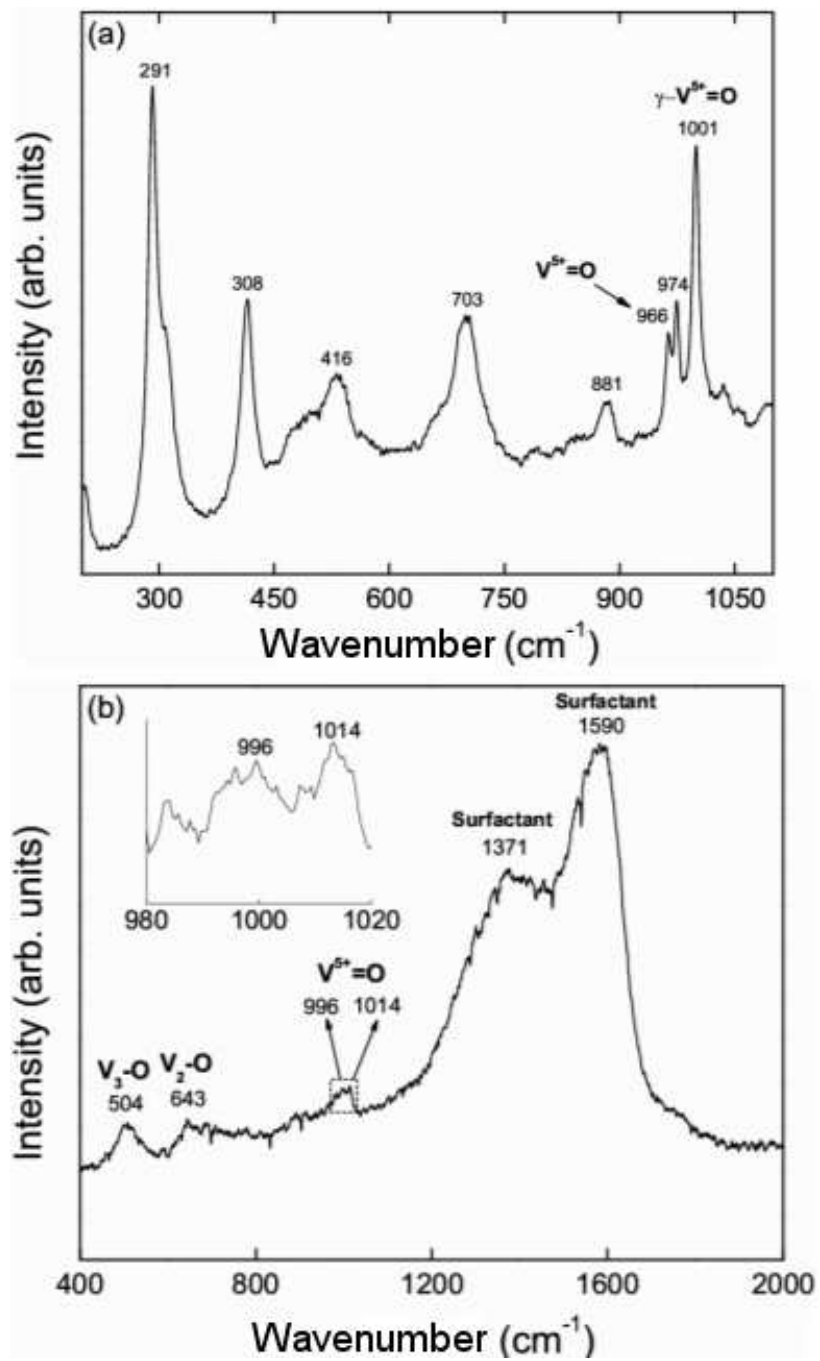 (a)
291
γ-V⁵⁺=O
1001
308
V⁵⁺=O
974
703
966
416
881
Intensity (arb. units)
300 450 600 750 900 1050
Wavenumber (cm⁻¹)
(b)
Surfactant
1590
996 1014
Surfactant
1371
980 1000 1020
V⁵⁺=O
996 1014
V₃-O V₂-O
504 643
Intensity (arb. units)
400 800 1200 1600 2000
Wavenumber (cm⁻¹)